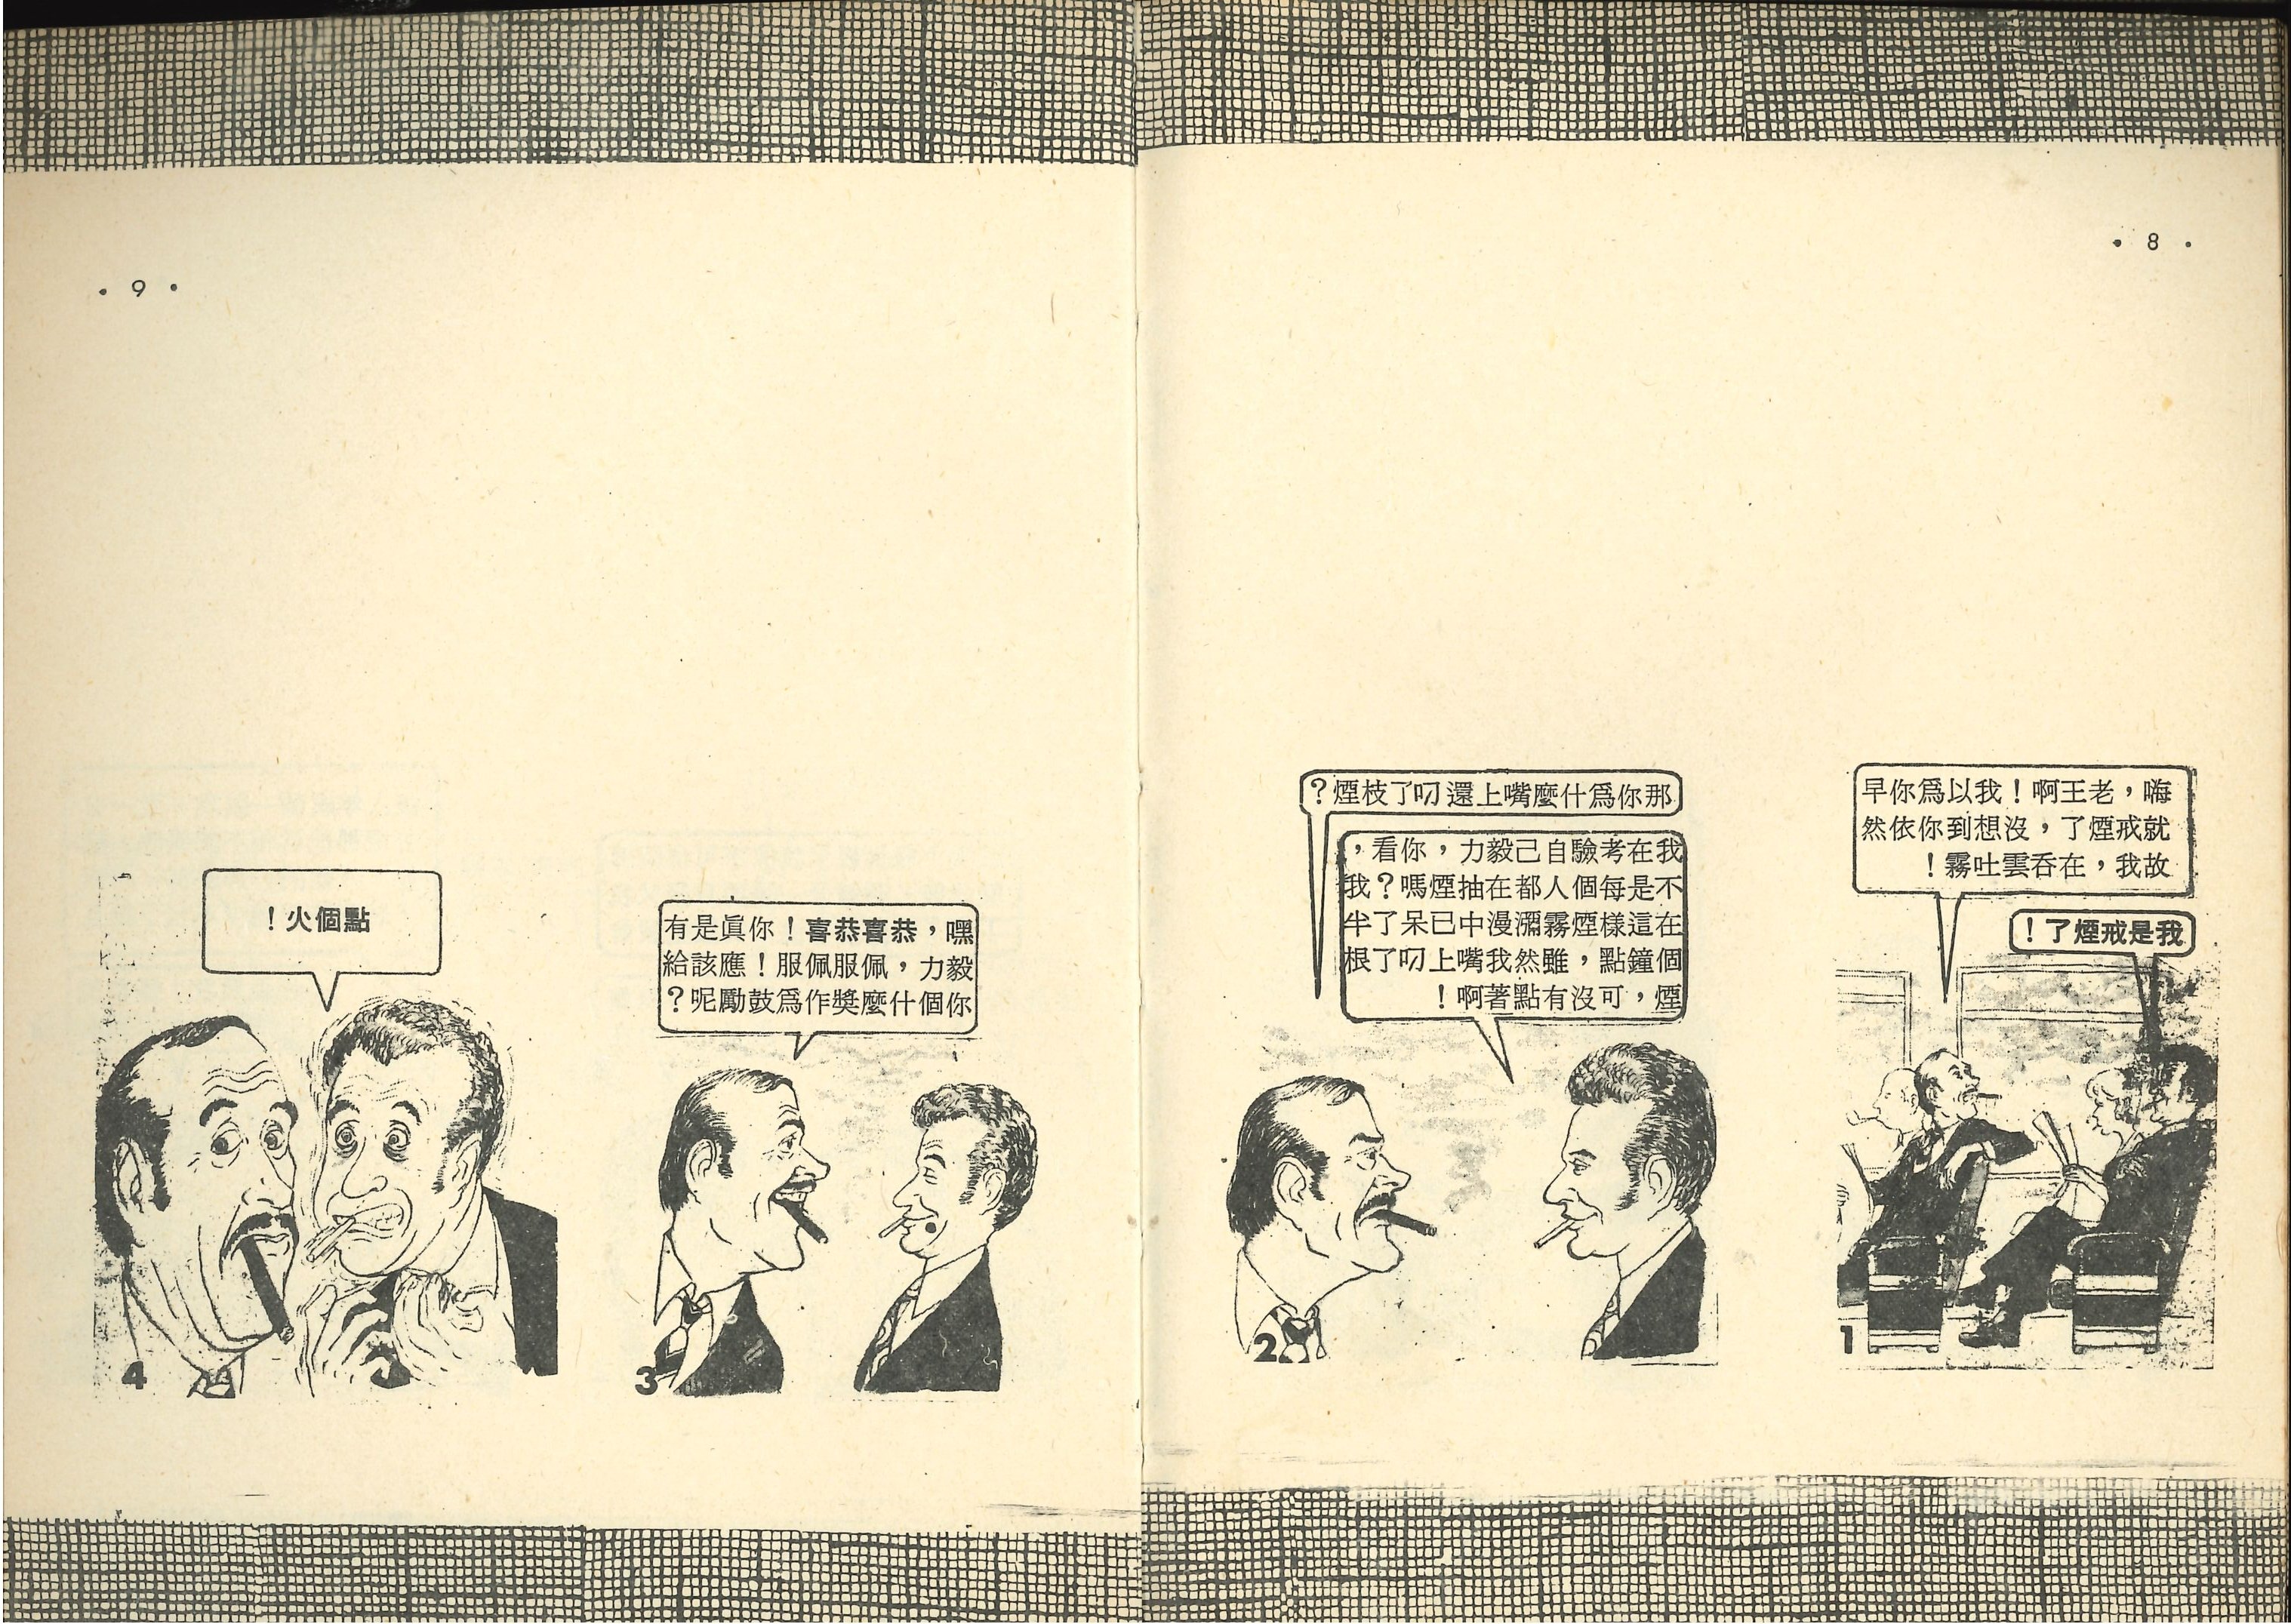 • 8 •
嗨，老王啊！我以爲你早
就戒煙了，沒想到你依然
故我，在吞雲吐霧！
我是戒煙了！
1
那你爲什麼嘴上還叼了枝煙？
我在考驗自己毅力，你看，
不是每個人都在抽煙嗎？我
在這樣煙霧瀰漫中已呆了半
個鐘點，雖然我嘴上叼了根
煙，可沒有點著啊！
2
• 9 •
嘿，恭喜恭喜！你眞是有
毅力，佩服佩服！應該給
你個什麼獎作爲鼓勵呢？
3
點個火！
4